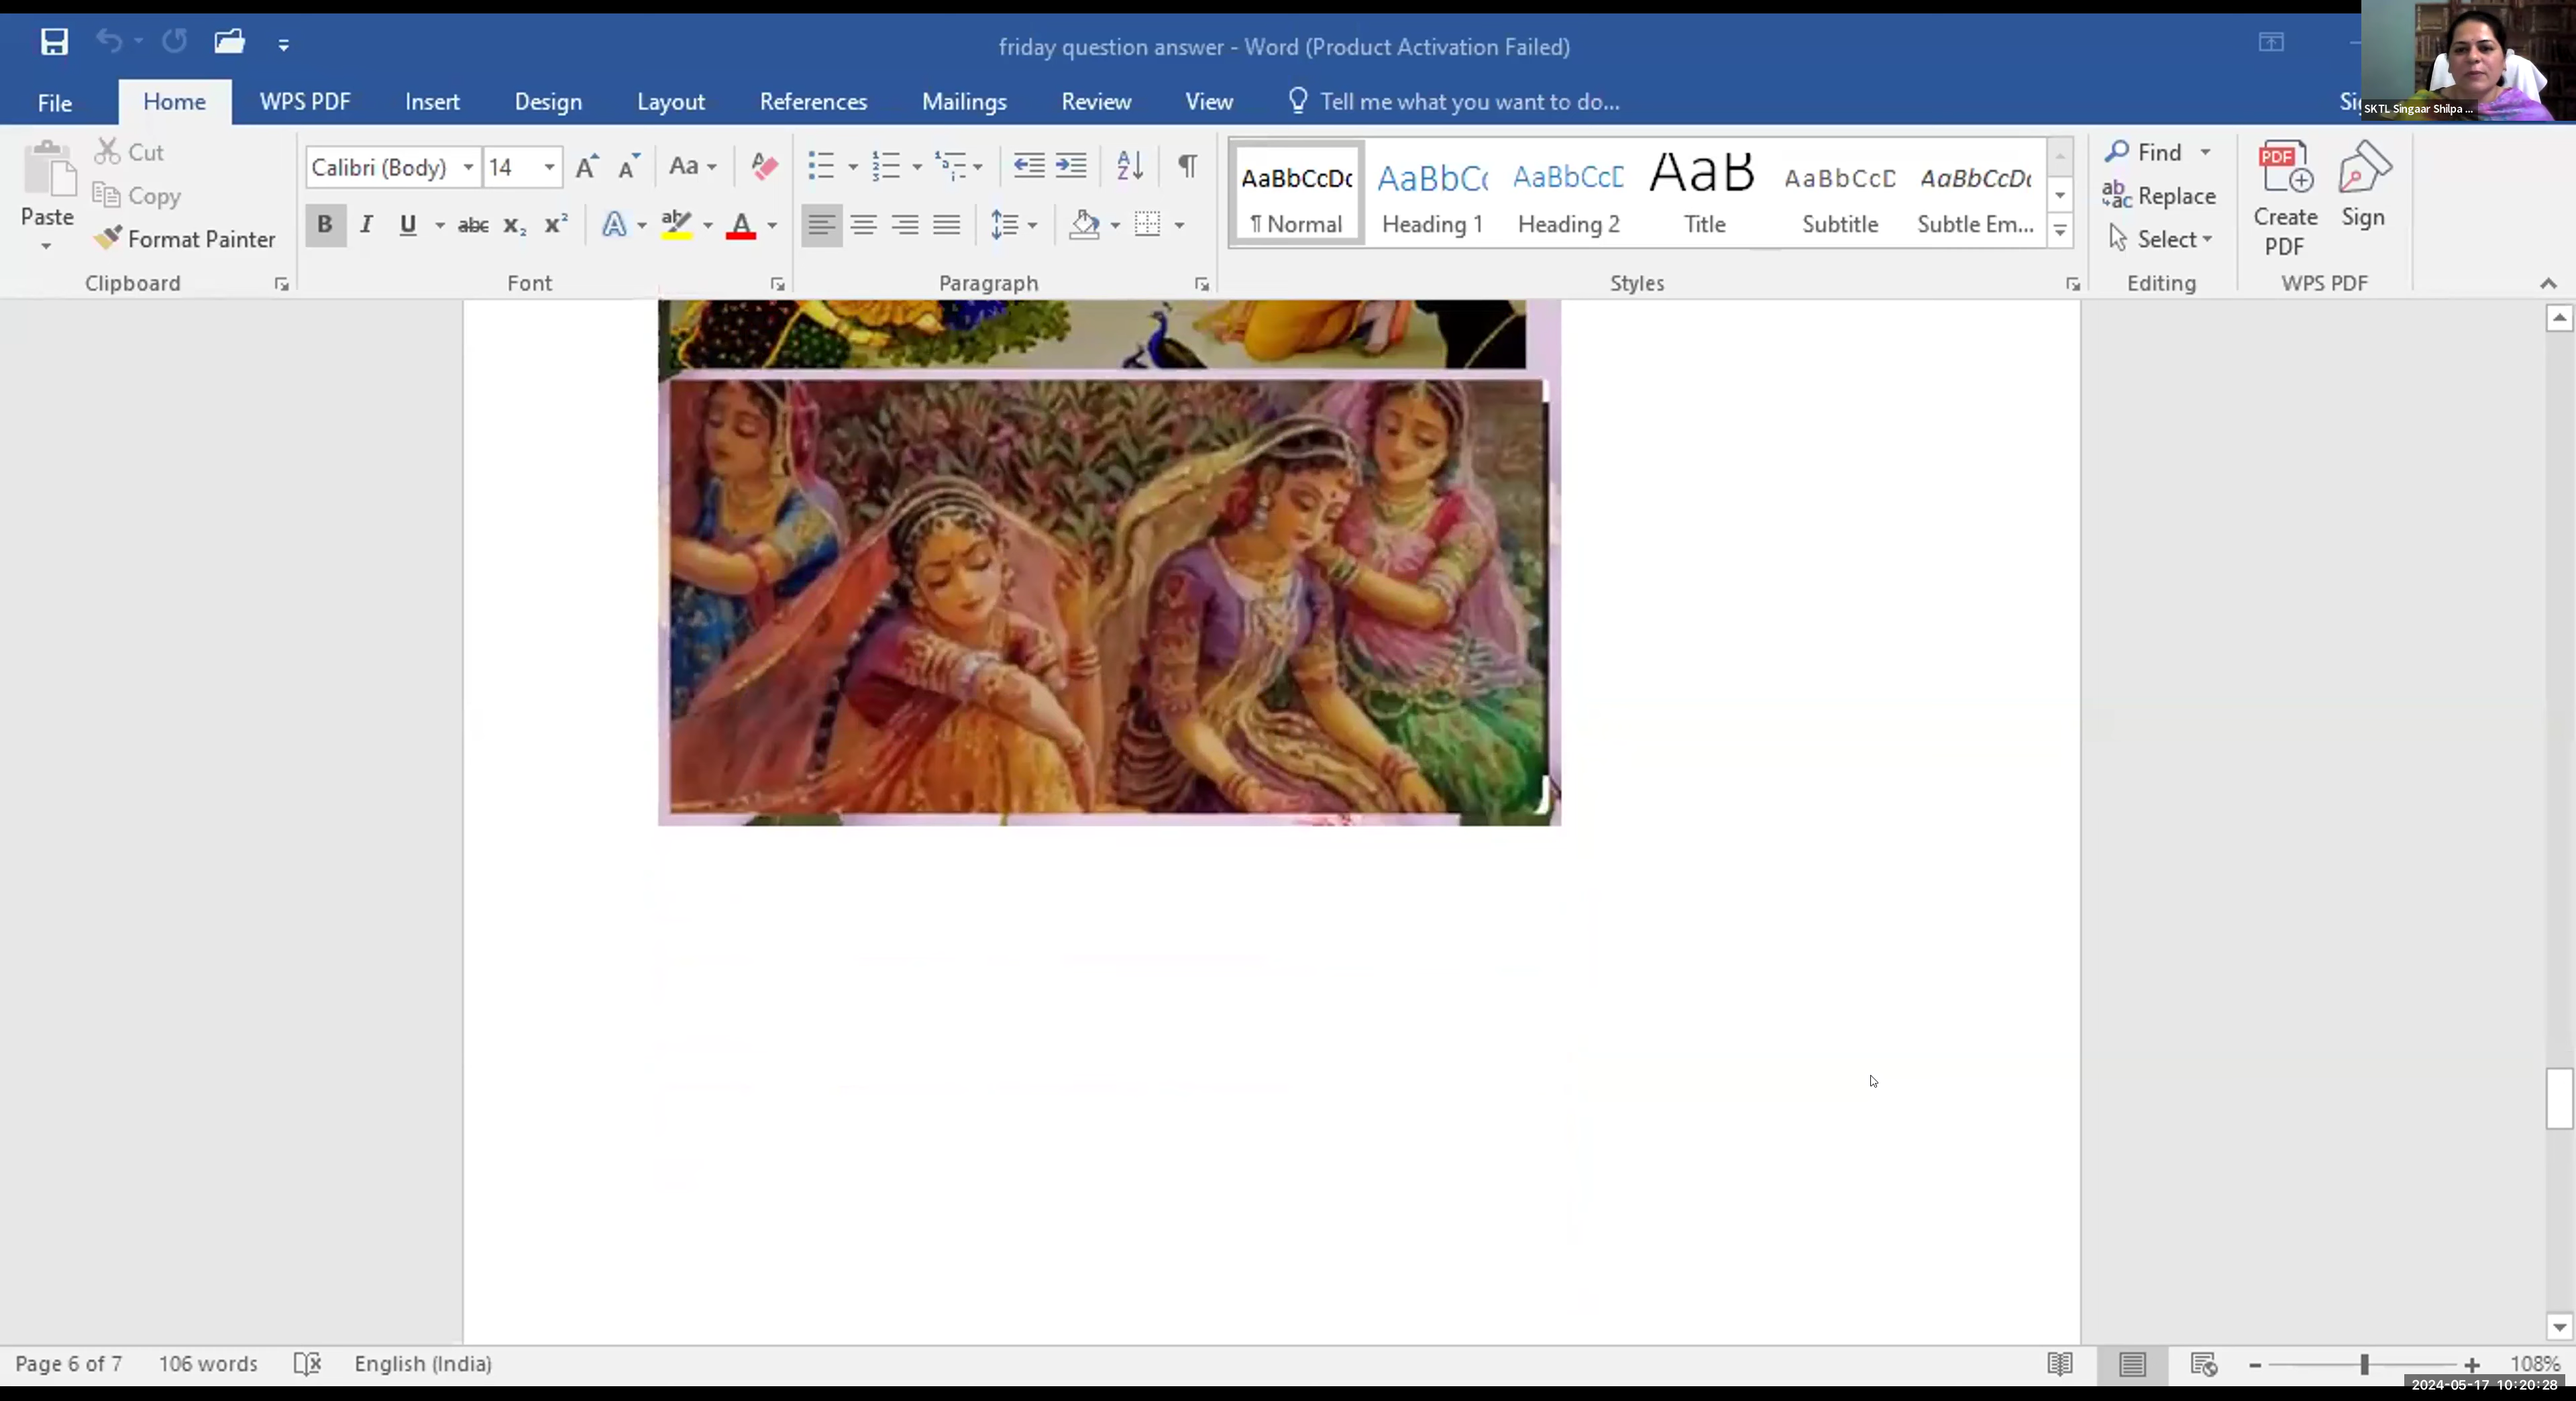 friday question answer - Word (Product Activation Failed)
SKTL Singaar Shilpa ...
File Home WPS PDF Insert Design Layout References Mailings Review View Tell me what you want to do...
Paste
Cut
Copy
Format Painter
Clipboard
Calibri (Body) 14
Aa
B I U abc x₂ x² A ab A
Font
Paragraph
AaBbCcDc AaBbC AaBbCcD AaB AaBbCcD AaBbCcDc
¶ Normal Heading 1 Heading 2 Title Subtitle Subtle Em...
Styles
Find
Replace
Select
Editing
Create PDF
Sign
WPS PDF
Page 6 of 7 106 words English (India) 108%
2024-05-17 10:20:28